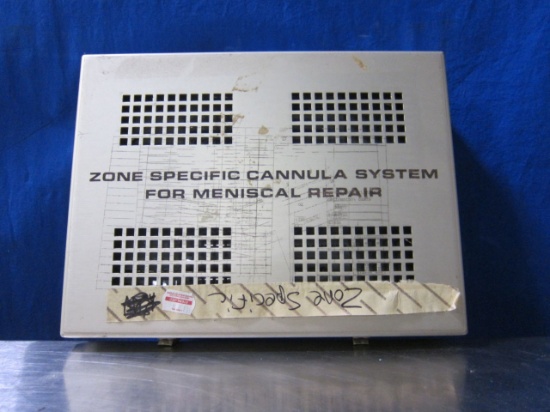 ZONE SPECIFIC CANNULA SYSTEM
FOR MENISCAL REPAIR
Zone Specific